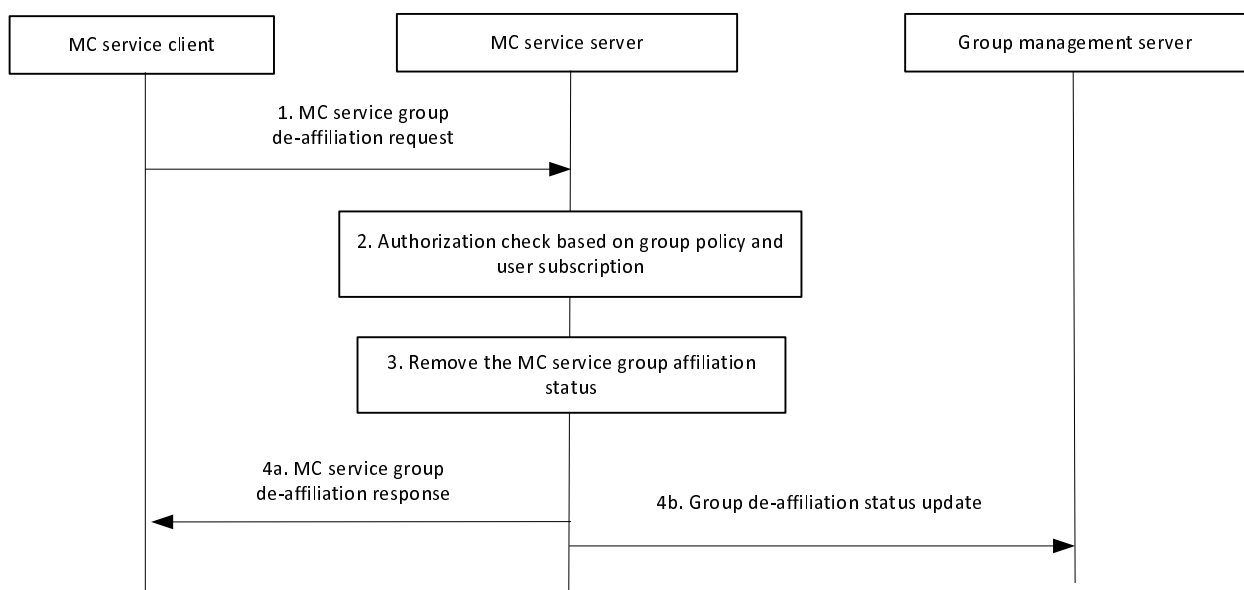 MC service client
MC service server
Group management server
1. MC service group
de-affiliation request
2. Authorization check based on group policy and
user subscription
3. Remove the MC service group affiliation
status
4a. MC service group
de-affiliation response
4b. Group de-affiliation status update